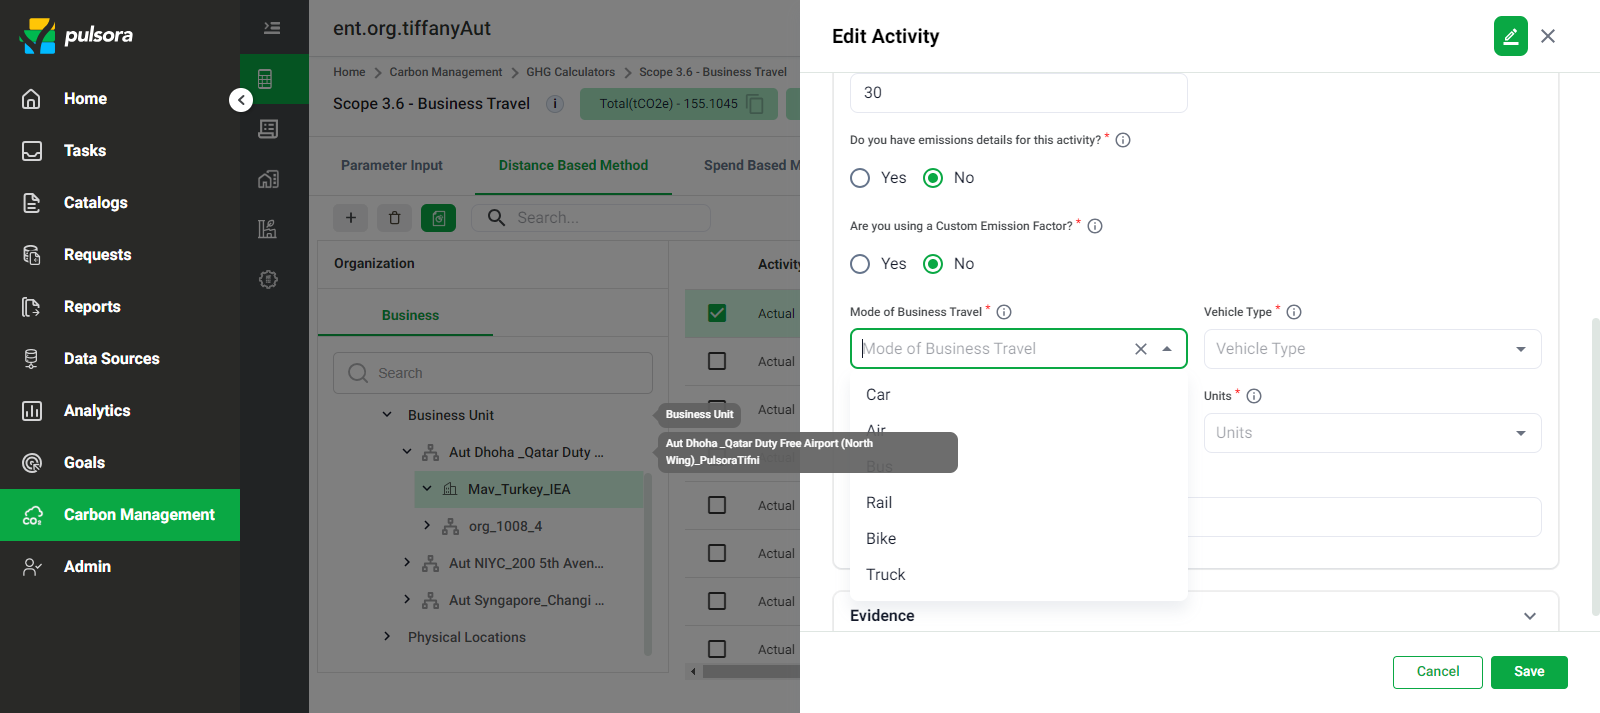 pulsora
Home
Tasks
Catalogs
Requests
Reports
Data Sources
Analytics
Goals
Carbon Management
Admin
ent.org.tiffanyAut
Home > Carbon Management > GHG Calculators > Scope 3.6 - Business Travel
Scope 3.6 - Business Travel
Total(tCO2e) - 155.1045
Parameter Input
Distance Based Method
Spend Based M
Search...
Organization
Business
Search
Business Unit
Aut Dhoha _Qatar Duty ...
Mav_Turkey_IEA
org_1008_4
Aut NIYC_200 5th Aven...
Aut Syngapore_Changi ...
Physical Locations
Business Unit
Aut Dhoha _Qatar Duty Free Airport (North
Wing)_PulsoraTifni
Activity
Actual
Actual
Actual
Actual
Actual
Actual
Actual
Edit Activity
30
Do you have emissions details for this activity? *
Yes
No
Are you using a Custom Emission Factor? *
Yes
No
Mode of Business Travel *
Mode of Business Travel
Vehicle Type *
Vehicle Type
Car
Air
Bus
Rail
Bike
Truck
Units *
Units
Evidence
Cancel
Save